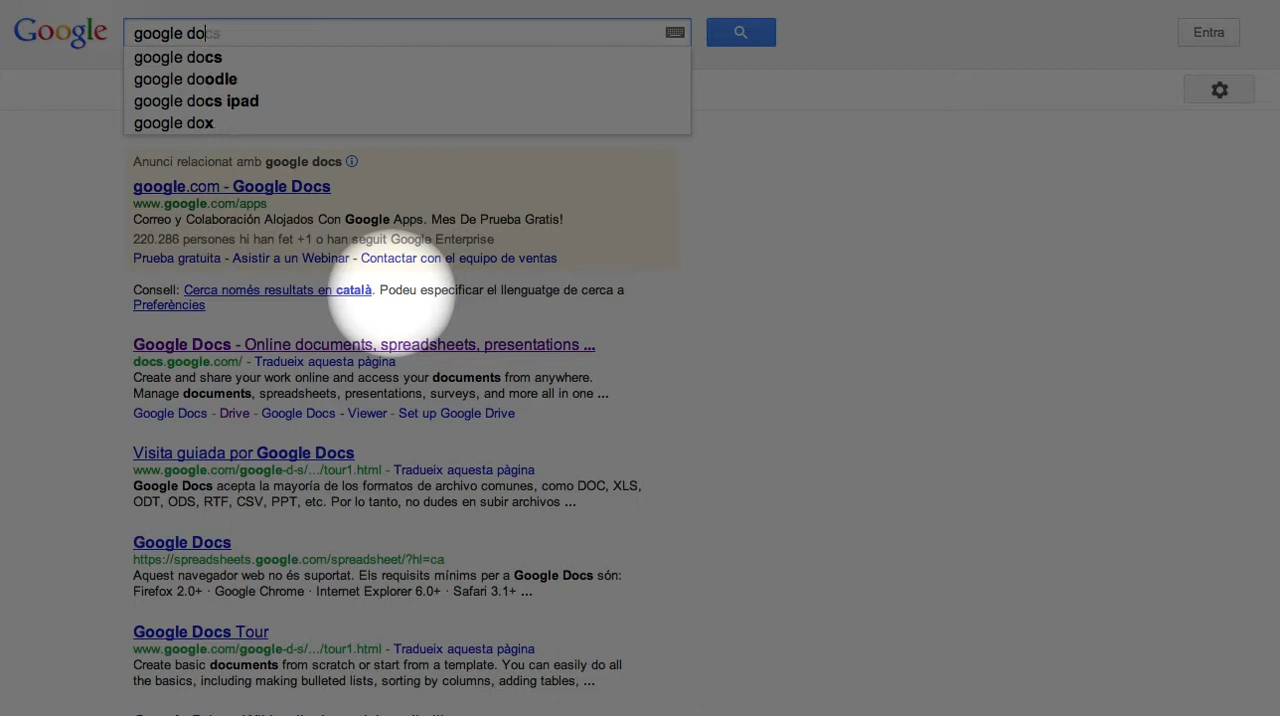 Google
google docs
Entra
google docs
google doodle
google docs ipad
google dox
Anunci relacionat amb google docs
google.com - Google Docs
www.google.com/apps
Correo y Colaboración Alojados Con Google Apps. Mes De Prueba Gratis!
220.286 persones hi han fet +1 o han seguit Google Enterprise
Prueba gratuita - Asistir a un Webinar - Contactar con el equipo de ventas
Consell: Cerca només resultats en català. Podeu especificar el llenguatge de cerca a
Preferències
Google Docs - Online documents, spreadsheets, presentations ...
docs.google.com/ - Tradueix aquesta pàgina
Create and share your work online and access your documents from anywhere.
Manage documents, spreadsheets, presentations, surveys, and more all in one ...
Google Docs - Drive - Google Docs - Viewer - Set up Google Drive
Visita guiada por Google Docs
www.google.com/google-d-s/.../tour1.html - Tradueix aquesta pàgina
Google Docs acepta la mayoría de los formatos de archivo comunes, como DOC, XLS,
ODT, ODS, RTF, CSV, PPT, etc. Por lo tanto, no dudes en subir archivos ...
Google Docs
https://spreadsheets.google.com/spreadsheet/?hl=ca
Aquest navegador web no és suportat. Els requisits mínims per a Google Docs són:
Firefox 2.0+ · Google Chrome · Internet Explorer 6.0+ · Safari 3.1+ ...
Google Docs Tour
www.google.com/google-d-s/.../tour1.html - Tradueix aquesta pàgina
Create basic documents from scratch or start from a template. You can easily do all
the basics, including making bulleted lists, sorting by columns, adding tables, ...